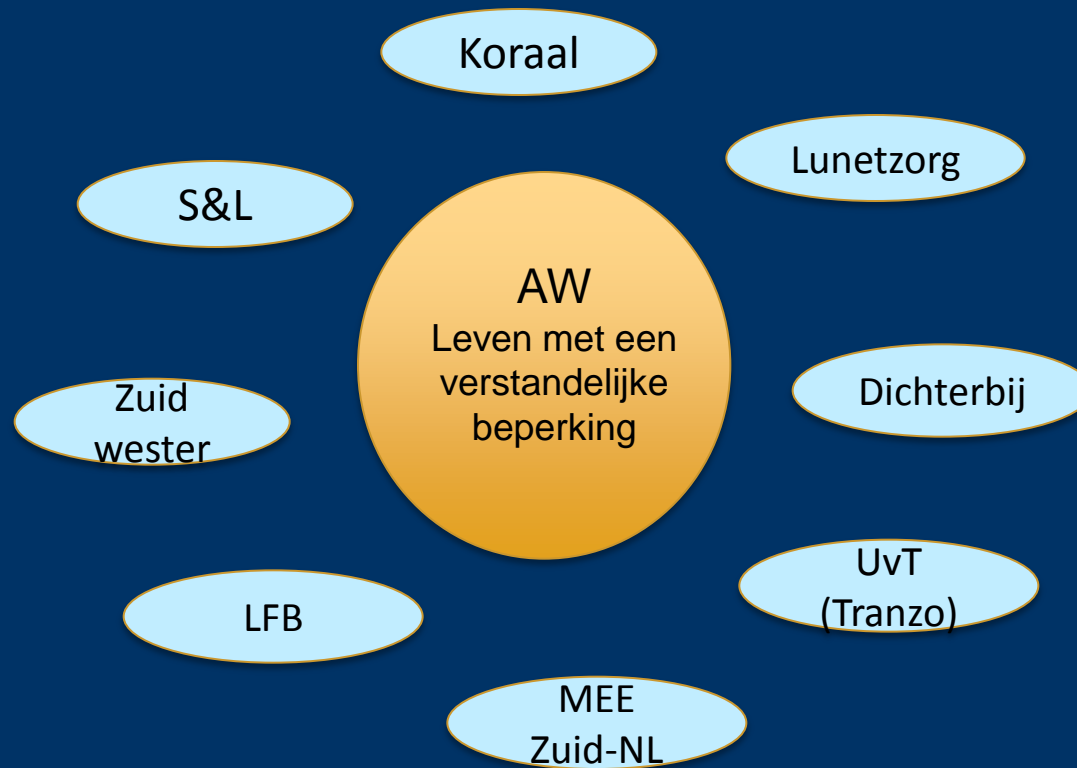 Koraal
Lunetzorg
S&L
AW
Leven met een
verstandelijke
beperking
Dichterbij
Zuid
wester
UvT
(Tranzo)
LFB
MEE
Zuid-NL